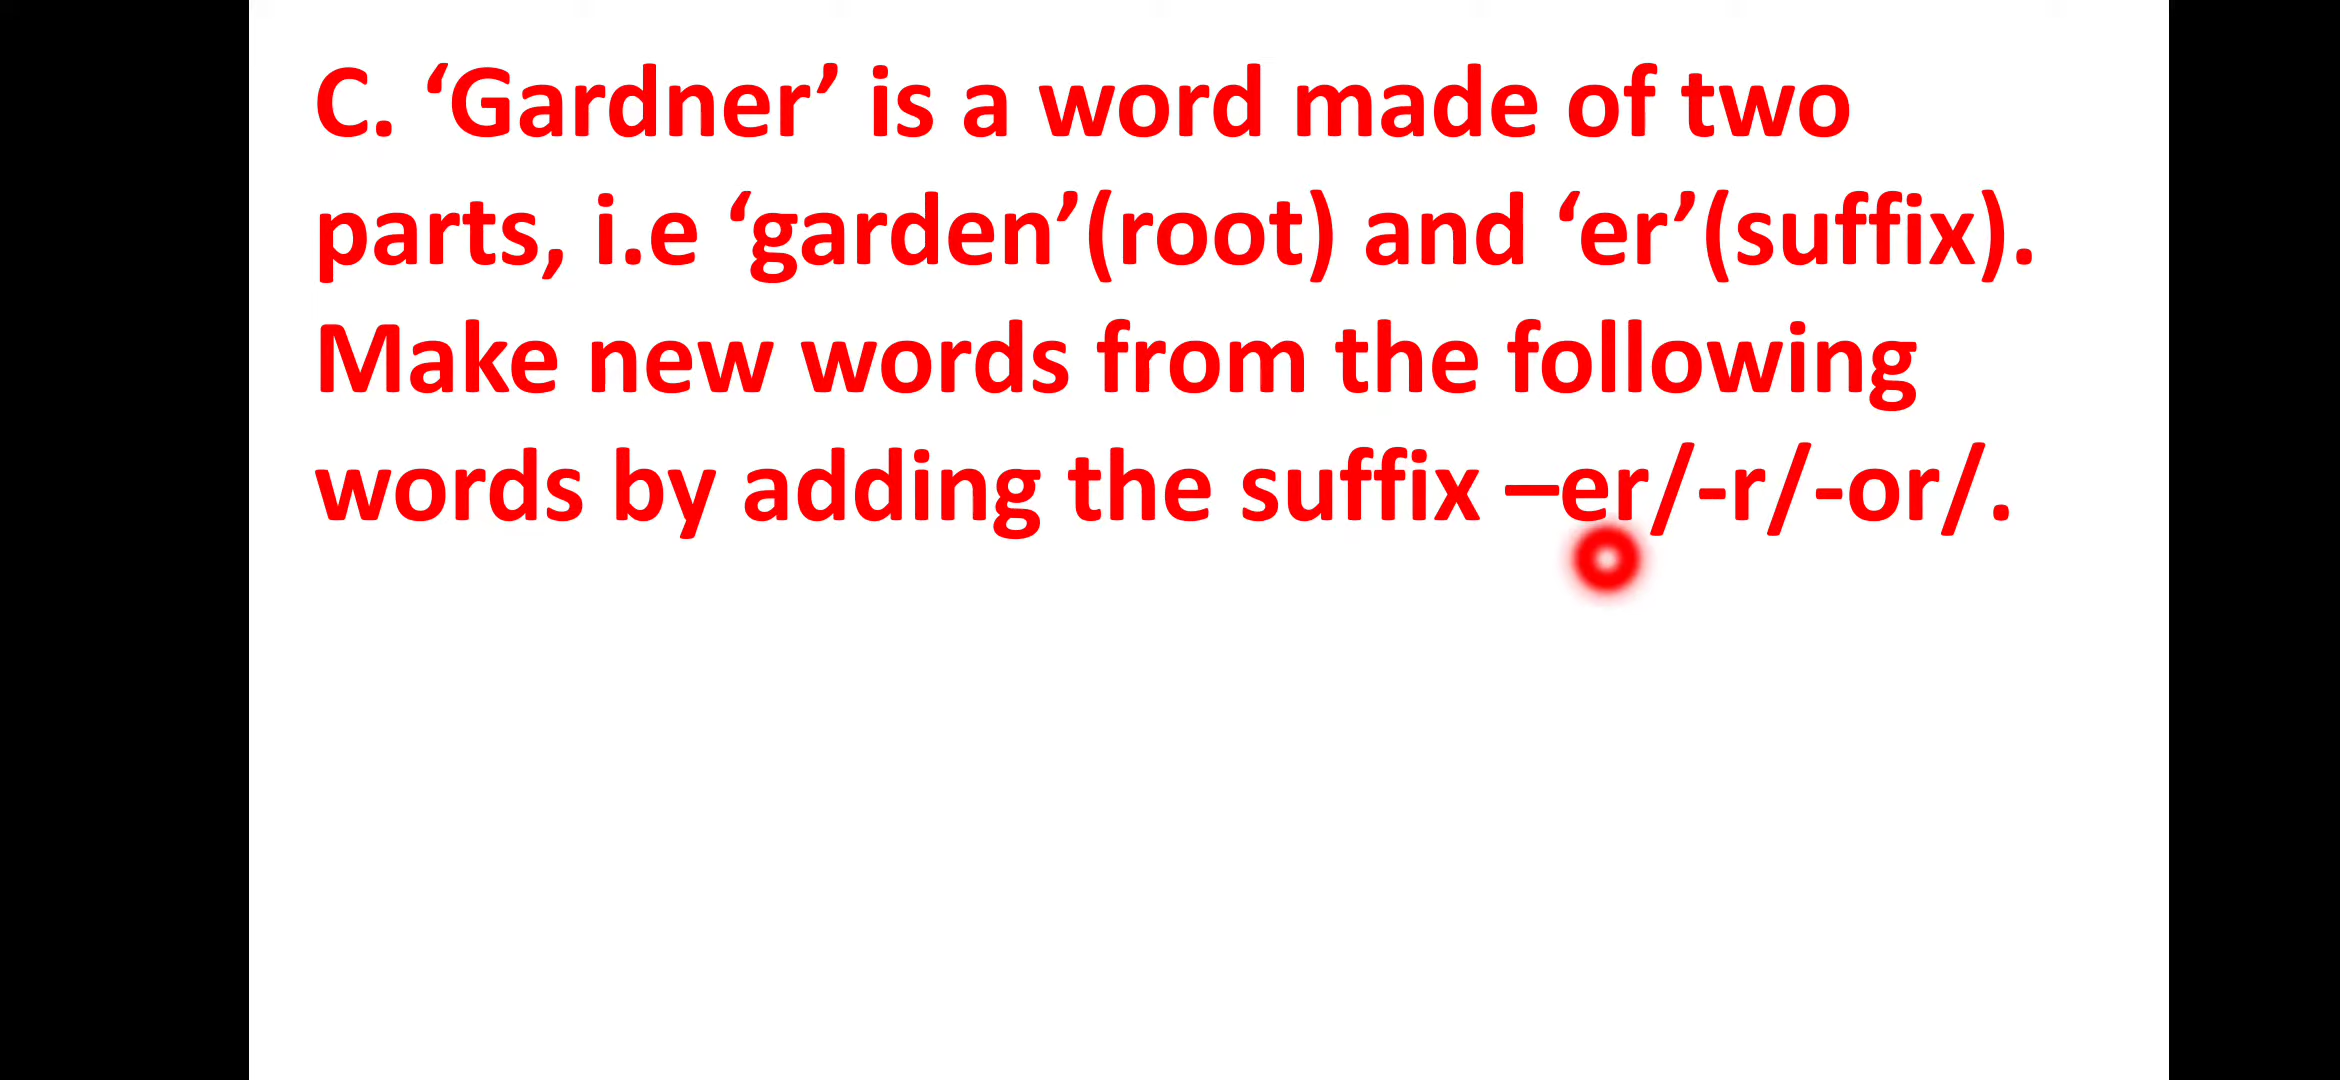 C. ‘Gardner’ is a word made of two
parts, i.e ‘garden’(root) and ‘er’(suffix).
Make new words from the following
words by adding the suffix –er/-r/-or/.